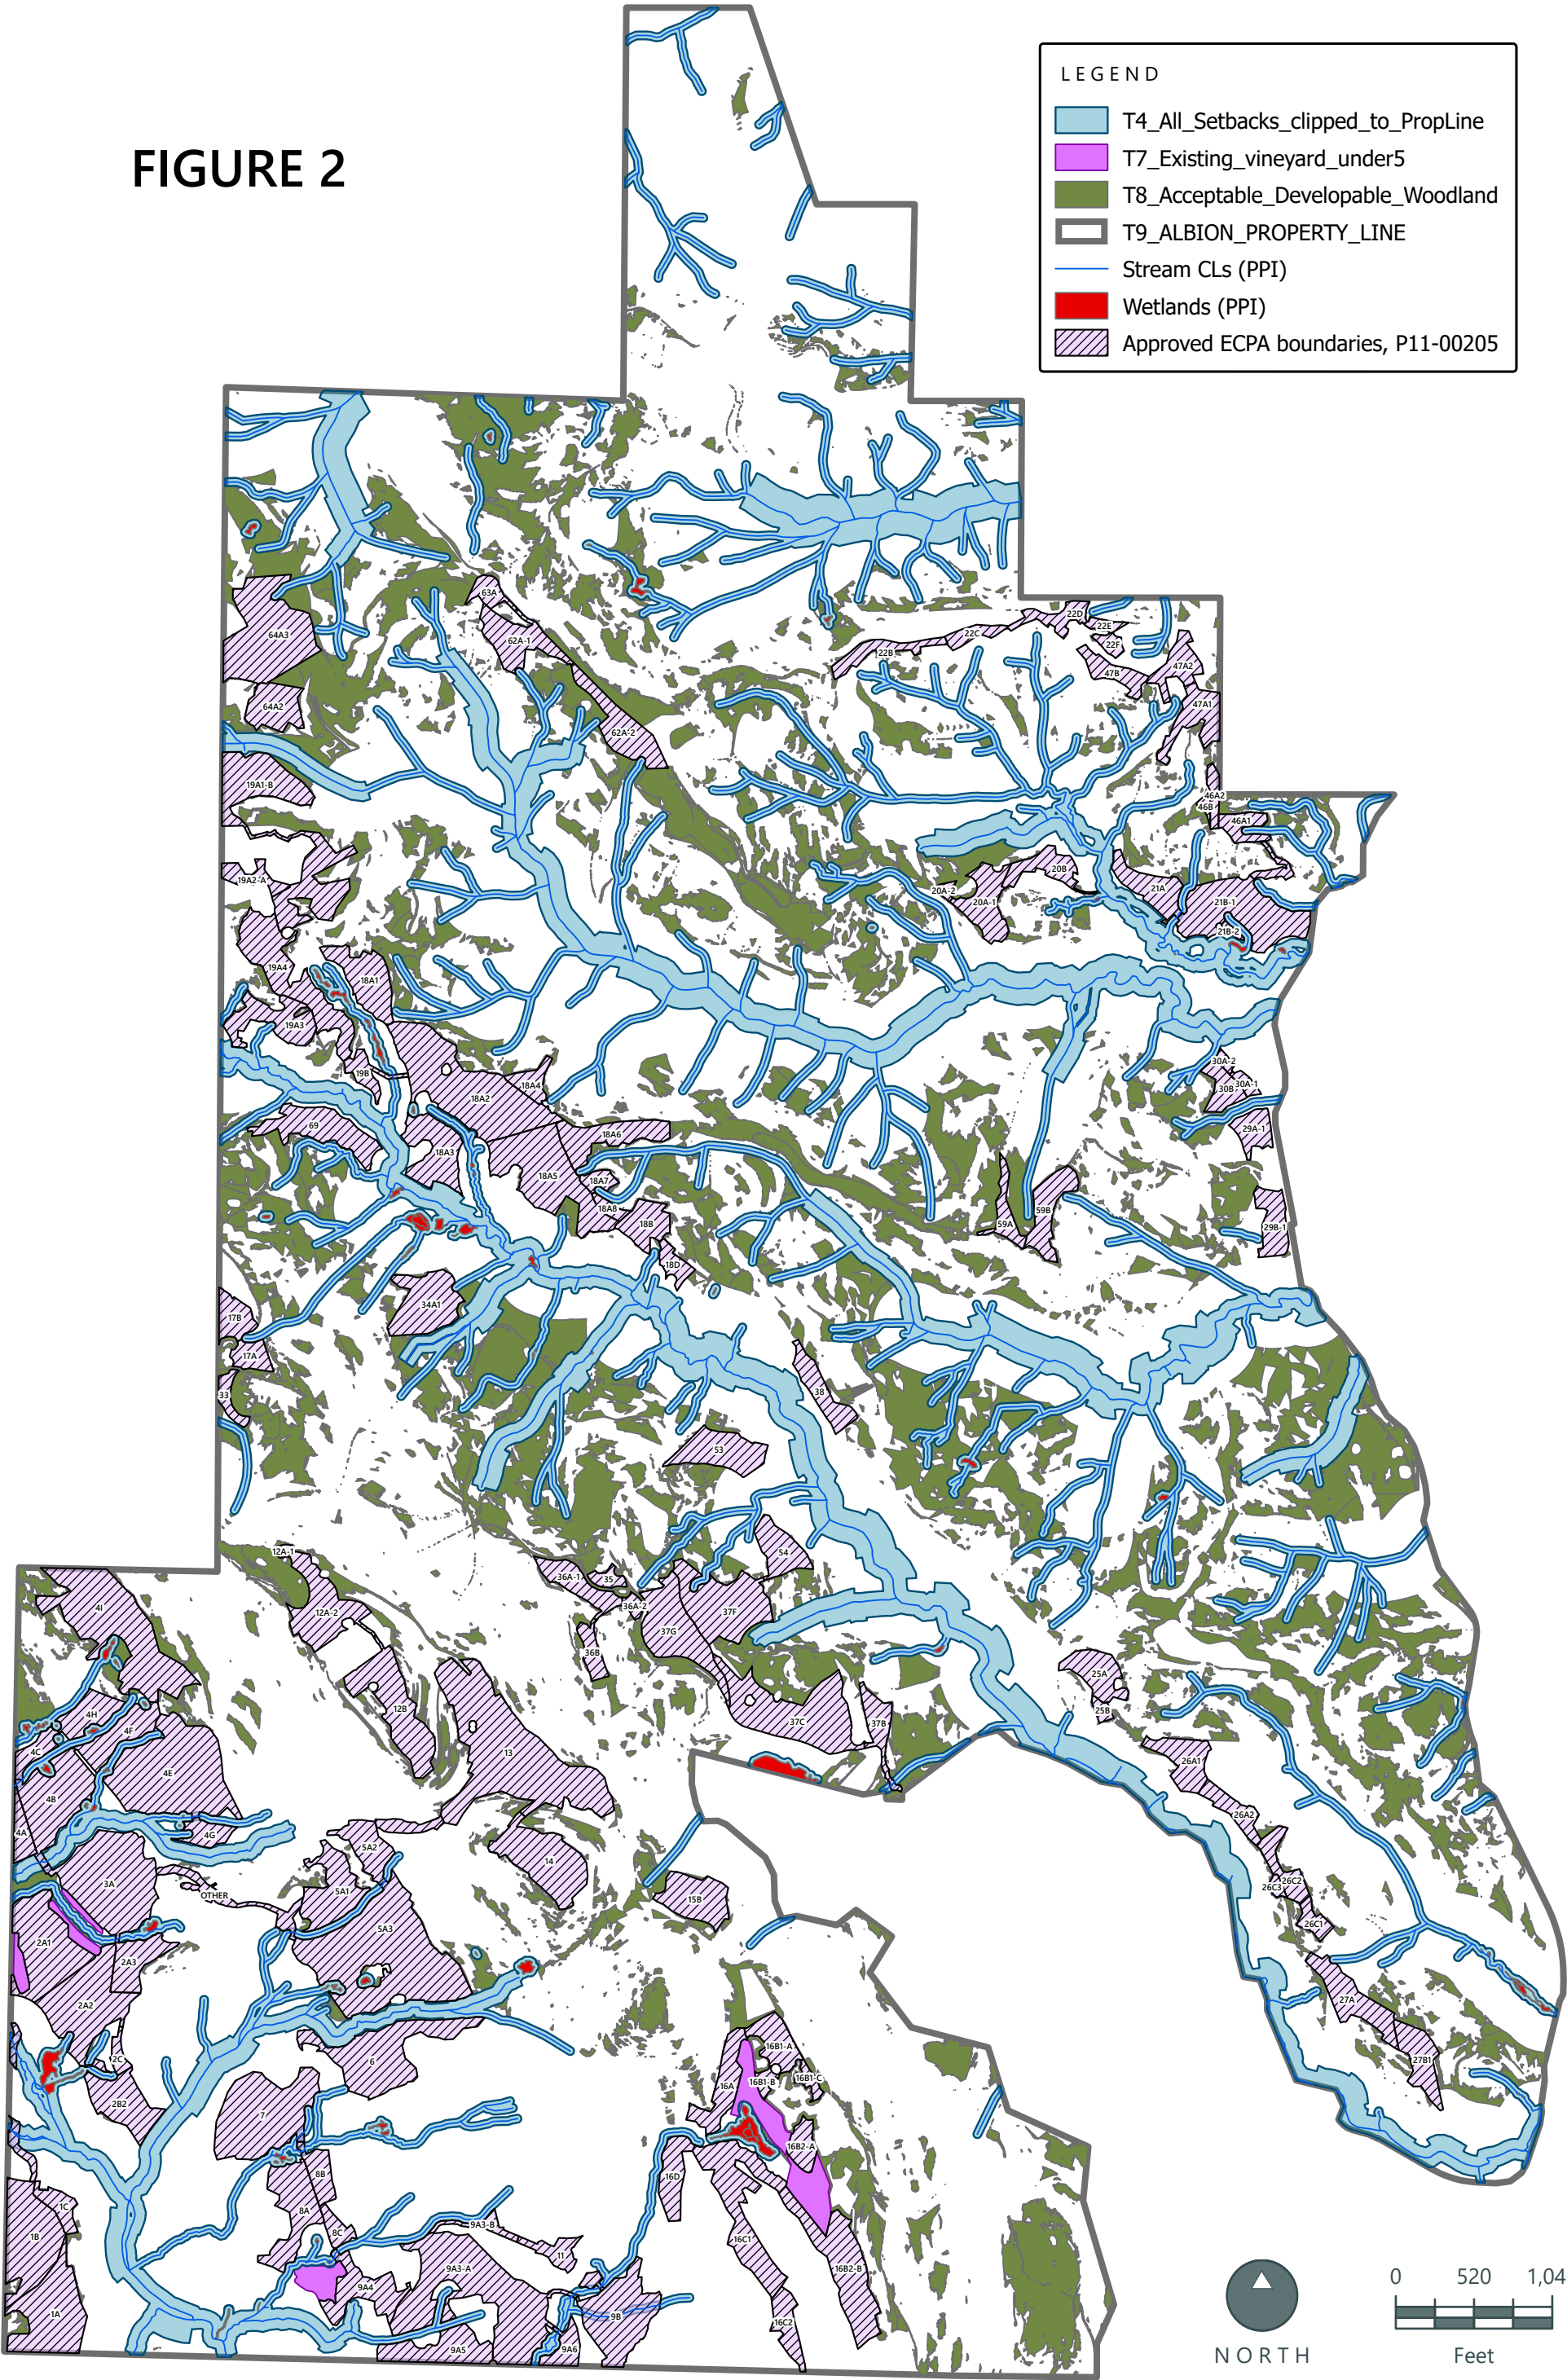 FIGURE 2
LEGEND
T4_All_Setbacks_clipped_to_PropLine
T7_Existing_vineyard_under5
T8_Acceptable_Developable_Woodland
T9_ALBION_PROPERTY_LINE
Stream CLs (PPI)
Wetlands (PPI)
Approved ECPA boundaries, P11-00205
63A
22D
22E
64A3
62A-1
22C
22F
22B
47A2
47B
64A2
47A1
62A-2
19A1-B
46A2
46B
46A1
20B
19A2-A
20A-2
21A
20A-1
21B-1
21B-2
19A4
18A1
19A3
30A-2
19B
30A-1
18A4
30B
18A2
69
18A6
29A-1
18A3
18A5
18A7
18A8
59B
18B
59A
29B-1
18D
34A1
17B
17A
38
33
53
12A-1
54
36A-1
35
4I
36A-2
12A-2
37F
37G
36B
25A
12B
25B
4H
37C
37B
4F
4C
13
26A1
4E
4B
26A2
4A
4G
5A2
14
3A
26C2
26C3
5A1
OTHER
15B
26C1
5A3
2A1
2A3
27A
2A2
16B1-A
2C
27B1
6
16B1-C
16B1-B
16A
2B2
7
16B2-A
8B
16D
1C
8A
9A3-B
8C
1B
16C1
11
9A3-A
16B2-B
9A4
1A
9B
16C2
9A5
9A6
0 520 1,04
NORTH
Feet